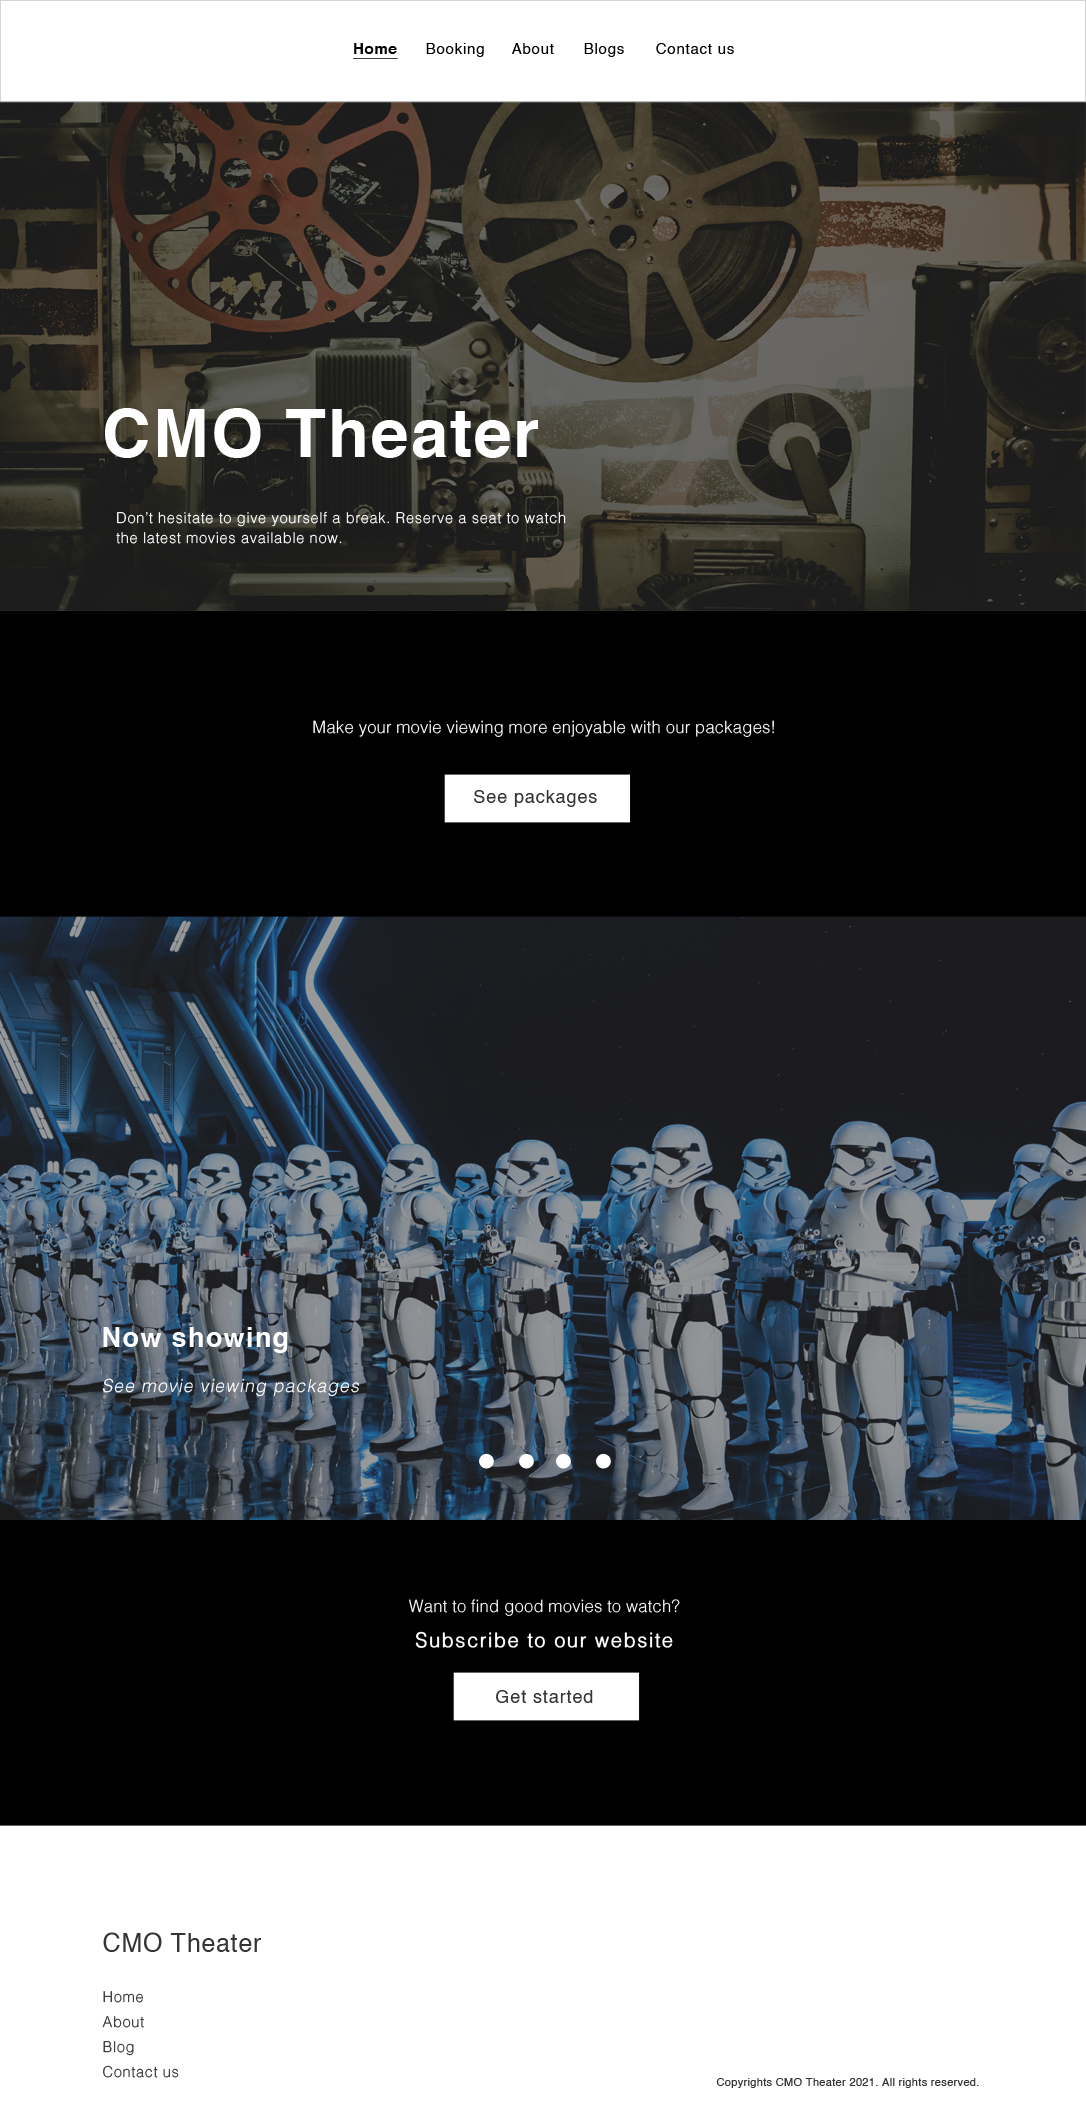 Home Booking About Blogs Contact us
CMO Theater
Don't hesitate to give yourself a break. Reserve a seat to watch
the latest movies available now.
Make your movie viewing more enjoyable with our packages!
See packages
Now showing
See movie viewing packages
Want to find good movies to watch?
Subscribe to our website
Get started
CMO Theater
Home
About
Blog
Contact us
Copyrights CMO Theater 2021. All rights reserved.